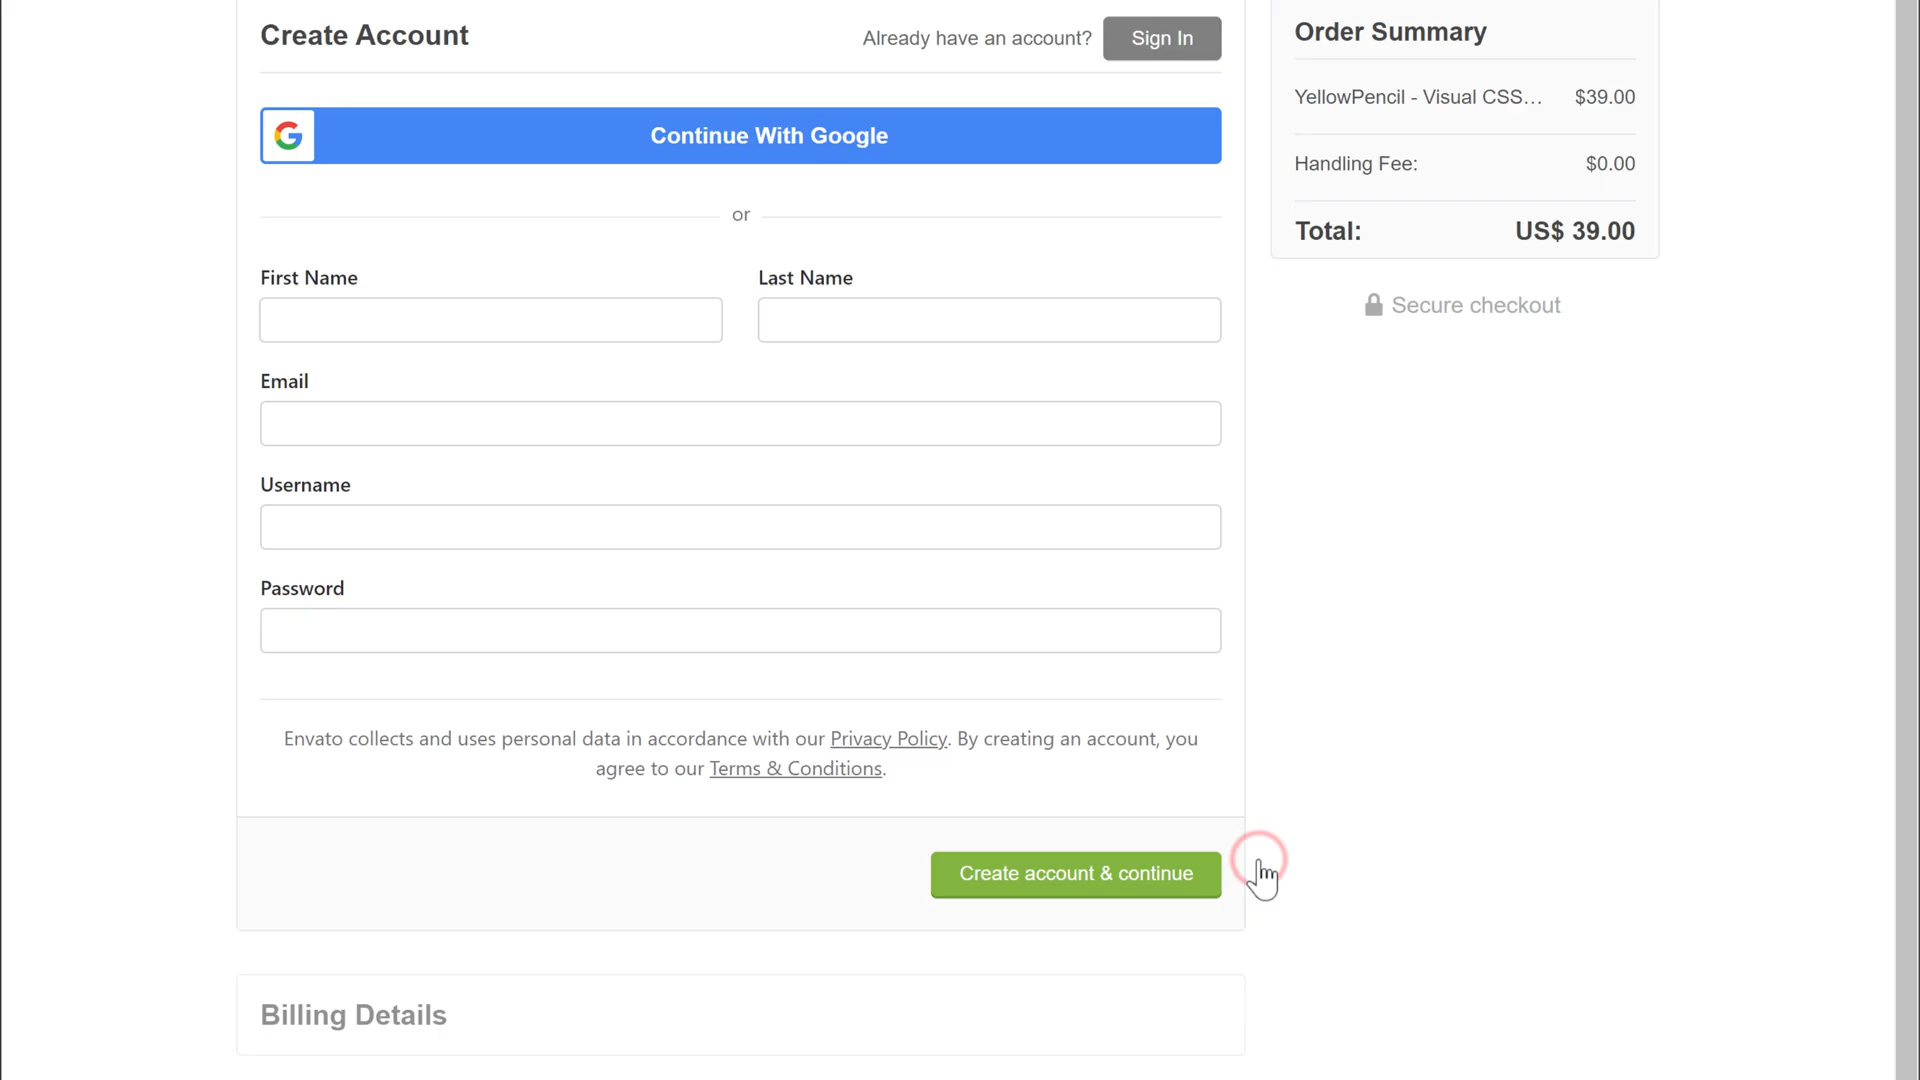 Create Account
Already have an account?
Sign In
Continue With Google
or
First Name
Last Name
Email
Username
Password
Envato collects and uses personal data in accordance with our Privacy Policy. By creating an account, you
agree to our Terms & Conditions.
Create account & continue
Billing Details
Order Summary
YellowPencil - Visual CSS… $39.00
Handling Fee: $0.00
Total: US$ 39.00
Secure checkout